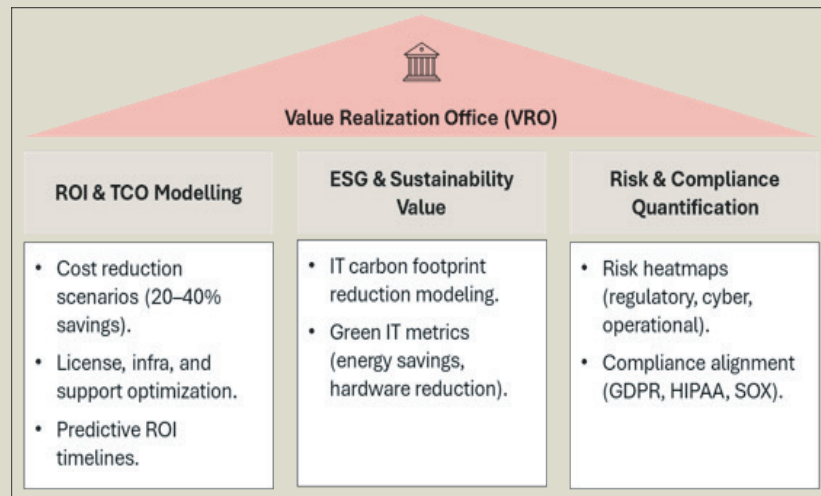 Value Realization Office (VRO)
ROI & TCO Modelling
• Cost reduction
scenarios (20–40%
savings).
• License, infra, and
support optimization.
• Predictive ROI
timelines.
ESG & Sustainability
Value
• IT carbon footprint
reduction modeling.
• Green IT metrics
(energy savings,
hardware reduction).
Risk & Compliance
Quantification
• Risk heatmaps
(regulatory, cyber,
operational).
• Compliance alignment
(GDPR, HIPAA, SOX).